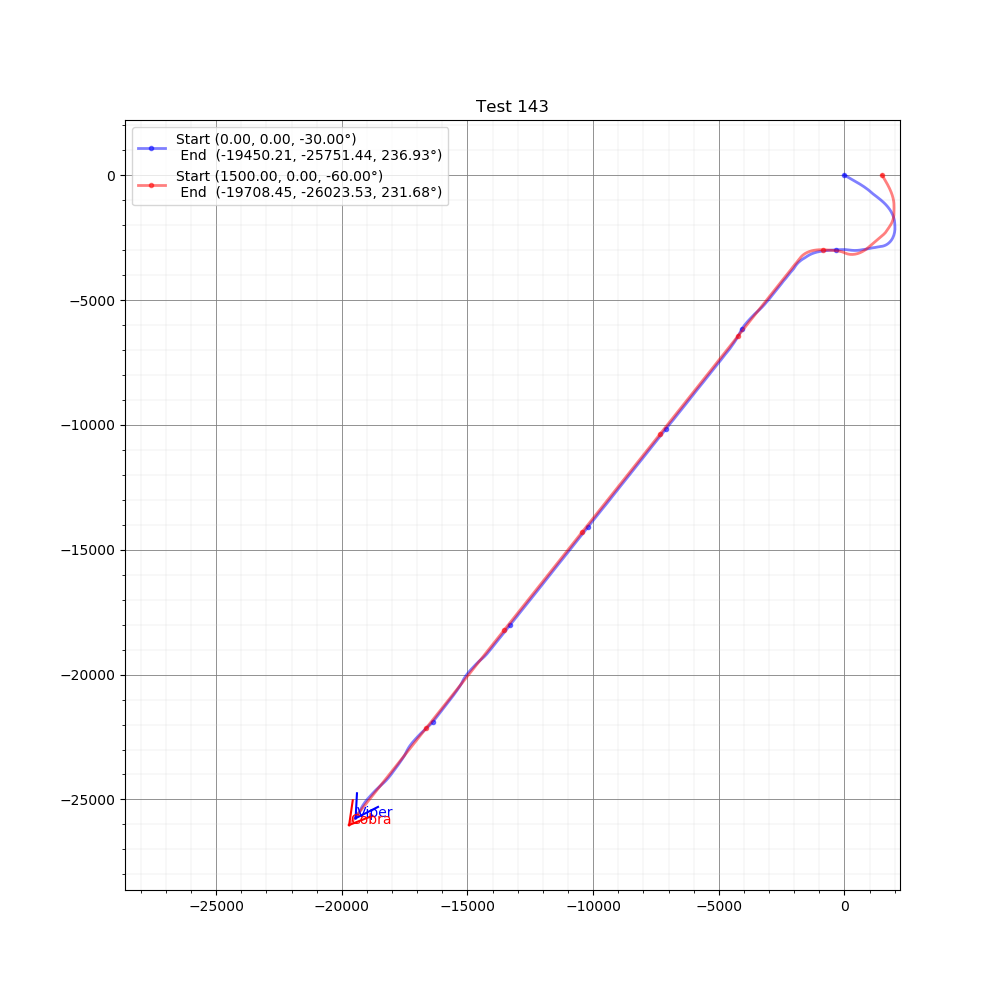 Test 143
Start (0.00, 0.00, -30.00°)
End (-19450.21, -25751.44, 236.93°)
Start (1500.00, 0.00, -60.00°)
End (-19708.45, -26023.53, 231.68°)
0
−5000
−10000
−15000
−20000
−25000
Viper
Cobra
−25000 −20000 −15000 −10000 −5000 0